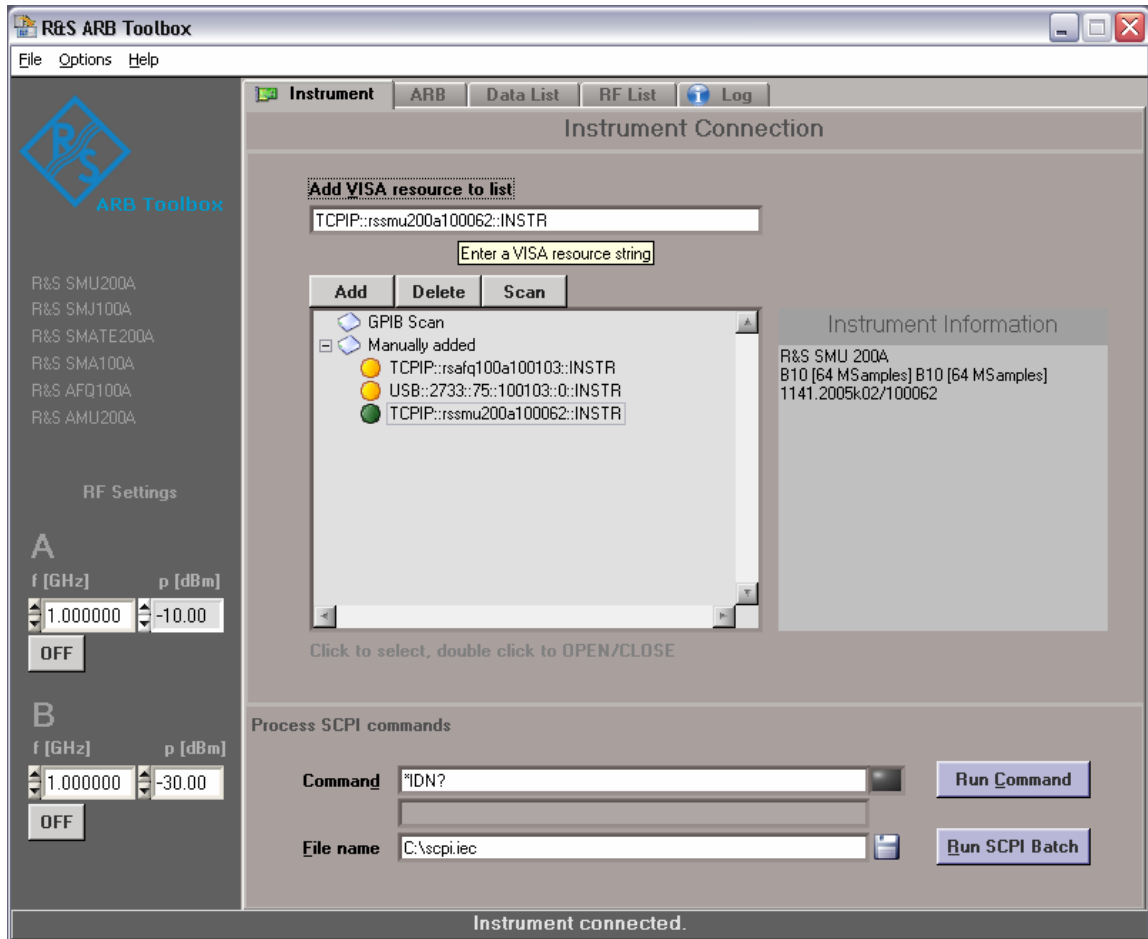 R&S ARB Toolbox
File Options Help
R S
ARB Toolbox
R&S SMU200A
R&S SMJ100A
R&S SMATE200A
R&S SMA100A
R&S AFQ100A
R&S AMU200A
RF Settings
A
f [GHz] p [dBm]
1.000000 -10.00
OFF
B
f [GHz] p [dBm]
1.000000 -30.00
OFF
Instrument ARB Data List RF List Log
Instrument Connection
Add VISA resource to list
TCPIP::rssmu200a100062::INSTR
Enter a VISA resource string
Add Delete Scan
GPIB Scan
Manually added
TCPIP::rsafq100a100103::INSTR
USB::2733::75::100103::0::INSTR
TCPIP::rssmu200a100062::INSTR
Click to select, double click to OPEN/CLOSE
Instrument Information
R&S SMU 200A
B10 [64 MSamples] B10 [64 MSamples]
1141.2005k02/100062
Process SCPI commands
Command *IDN? Run Command
File name C:\scpi.iec Run SCPI Batch
Instrument connected.